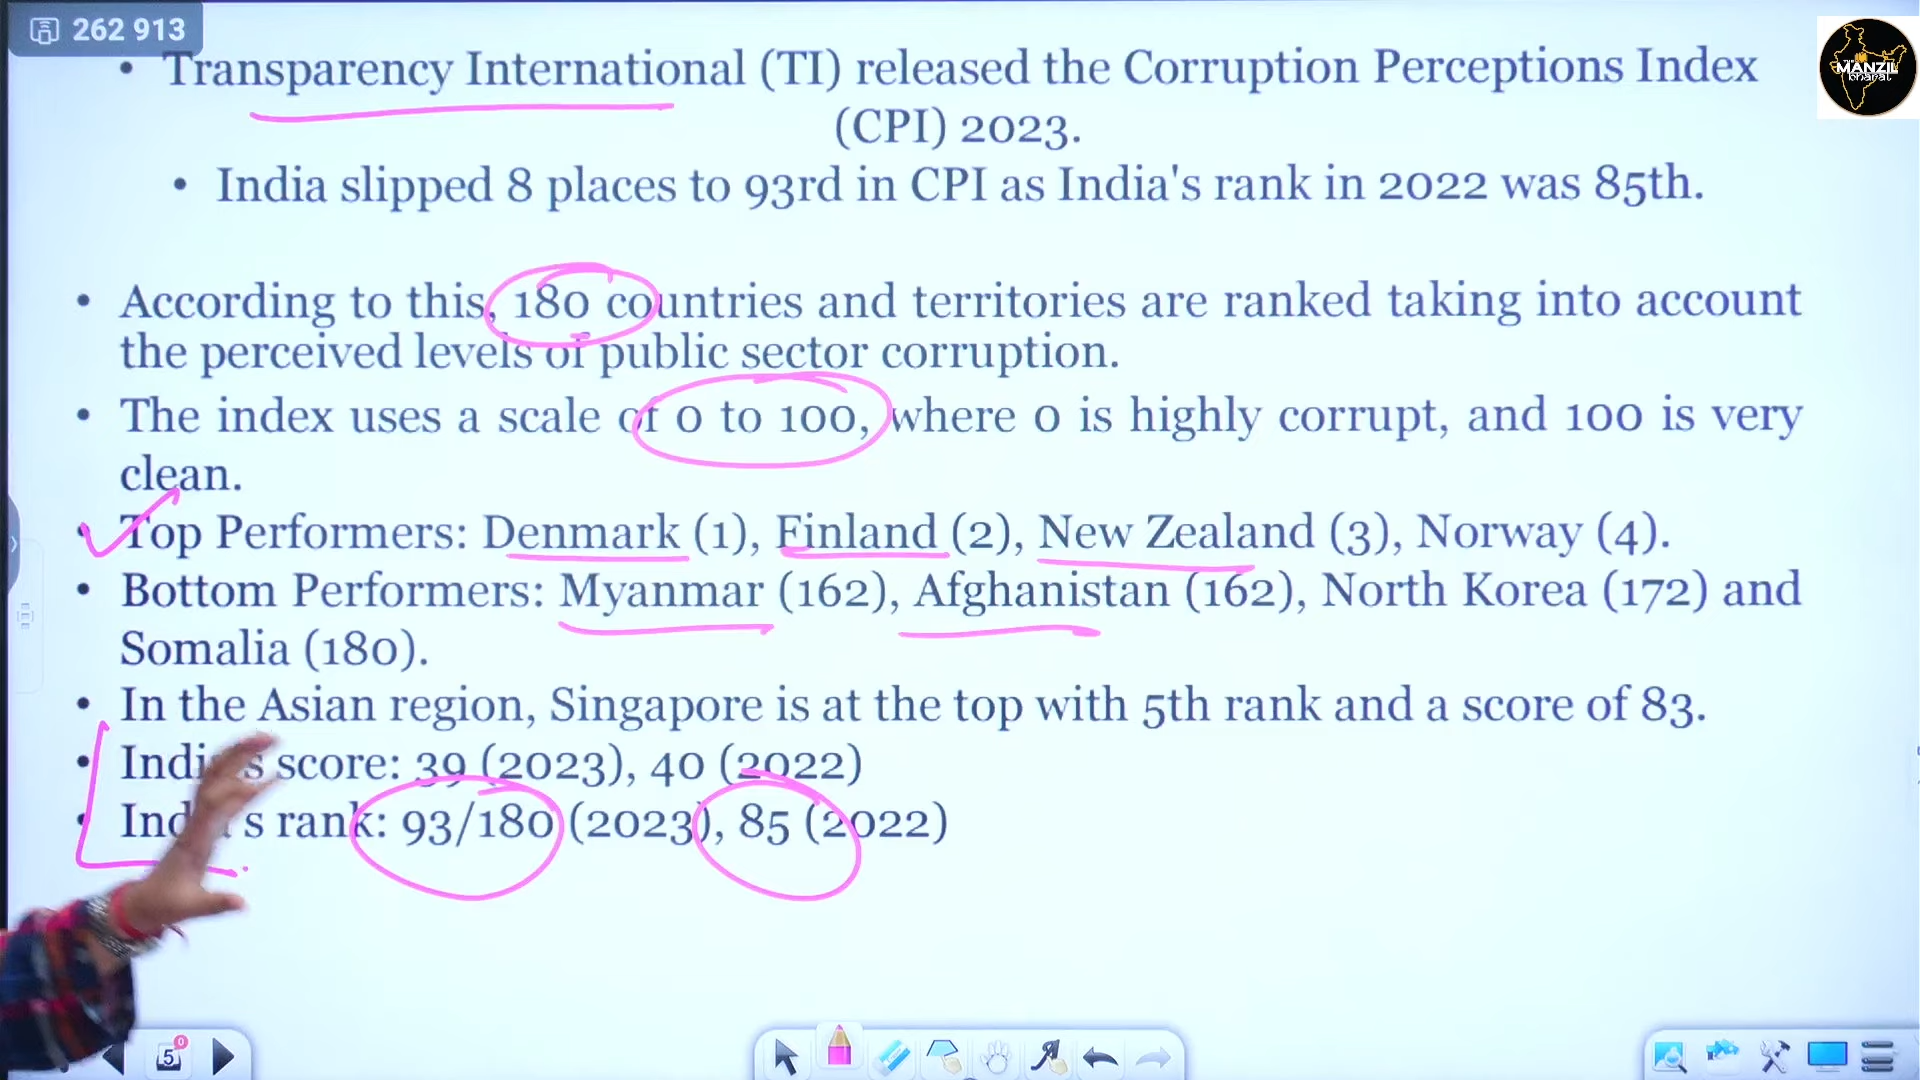 262 913
MANZIL
• Transparency International (TI) released the Corruption Perceptions Index
(CPI) 2023.
• India slipped 8 places to 93rd in CPI as India's rank in 2022 was 85th.
• According to this, 180 countries and territories are ranked taking into account
the perceived levels of public sector corruption.
• The index uses a scale of 0 to 100, where 0 is highly corrupt, and 100 is very
clean.
• Top Performers: Denmark (1), Finland (2), New Zealand (3), Norway (4).
• Bottom Performers: Myanmar (162), Afghanistan (162), North Korea (172) and
Somalia (180).
• In the Asian region, Singapore is at the top with 5th rank and a score of 83.
• India's score: 39 (2023), 40 (2022)
• India's rank: 93/180 (2023), 85 (2022)
5
0